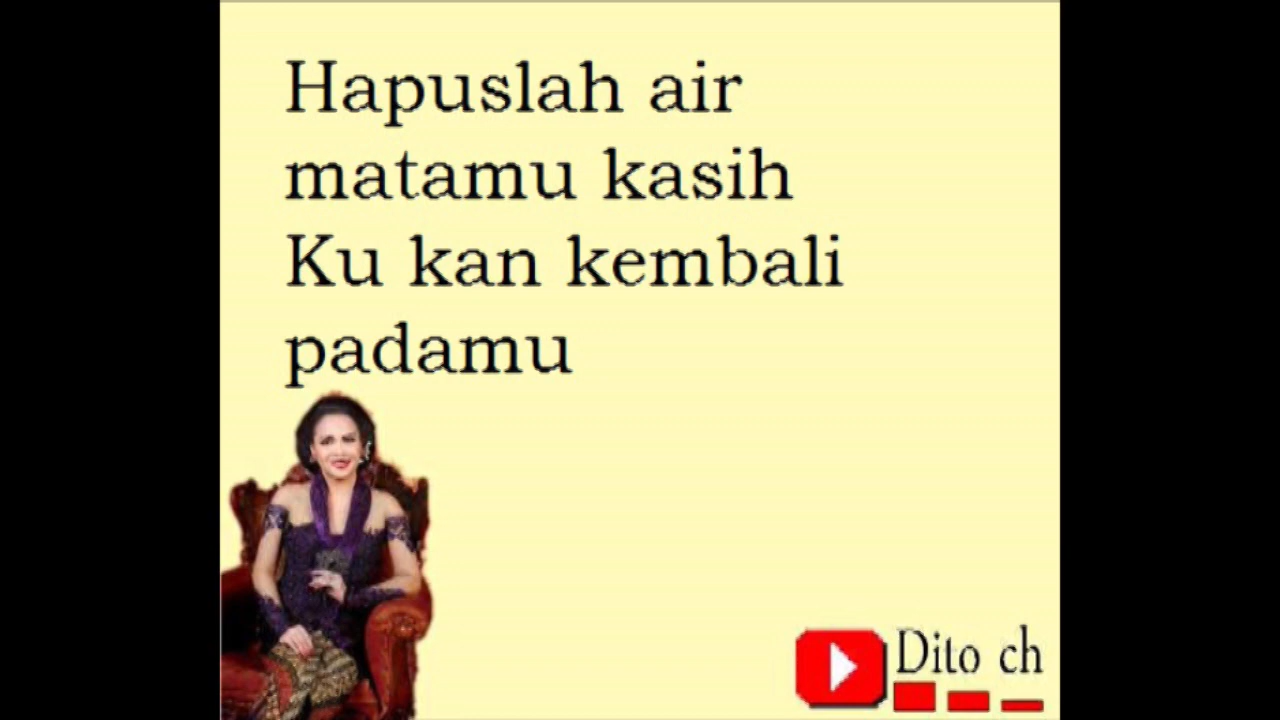 Hapuslah air
matamu kasih
Ku kan kembali
padamu
Dito ch